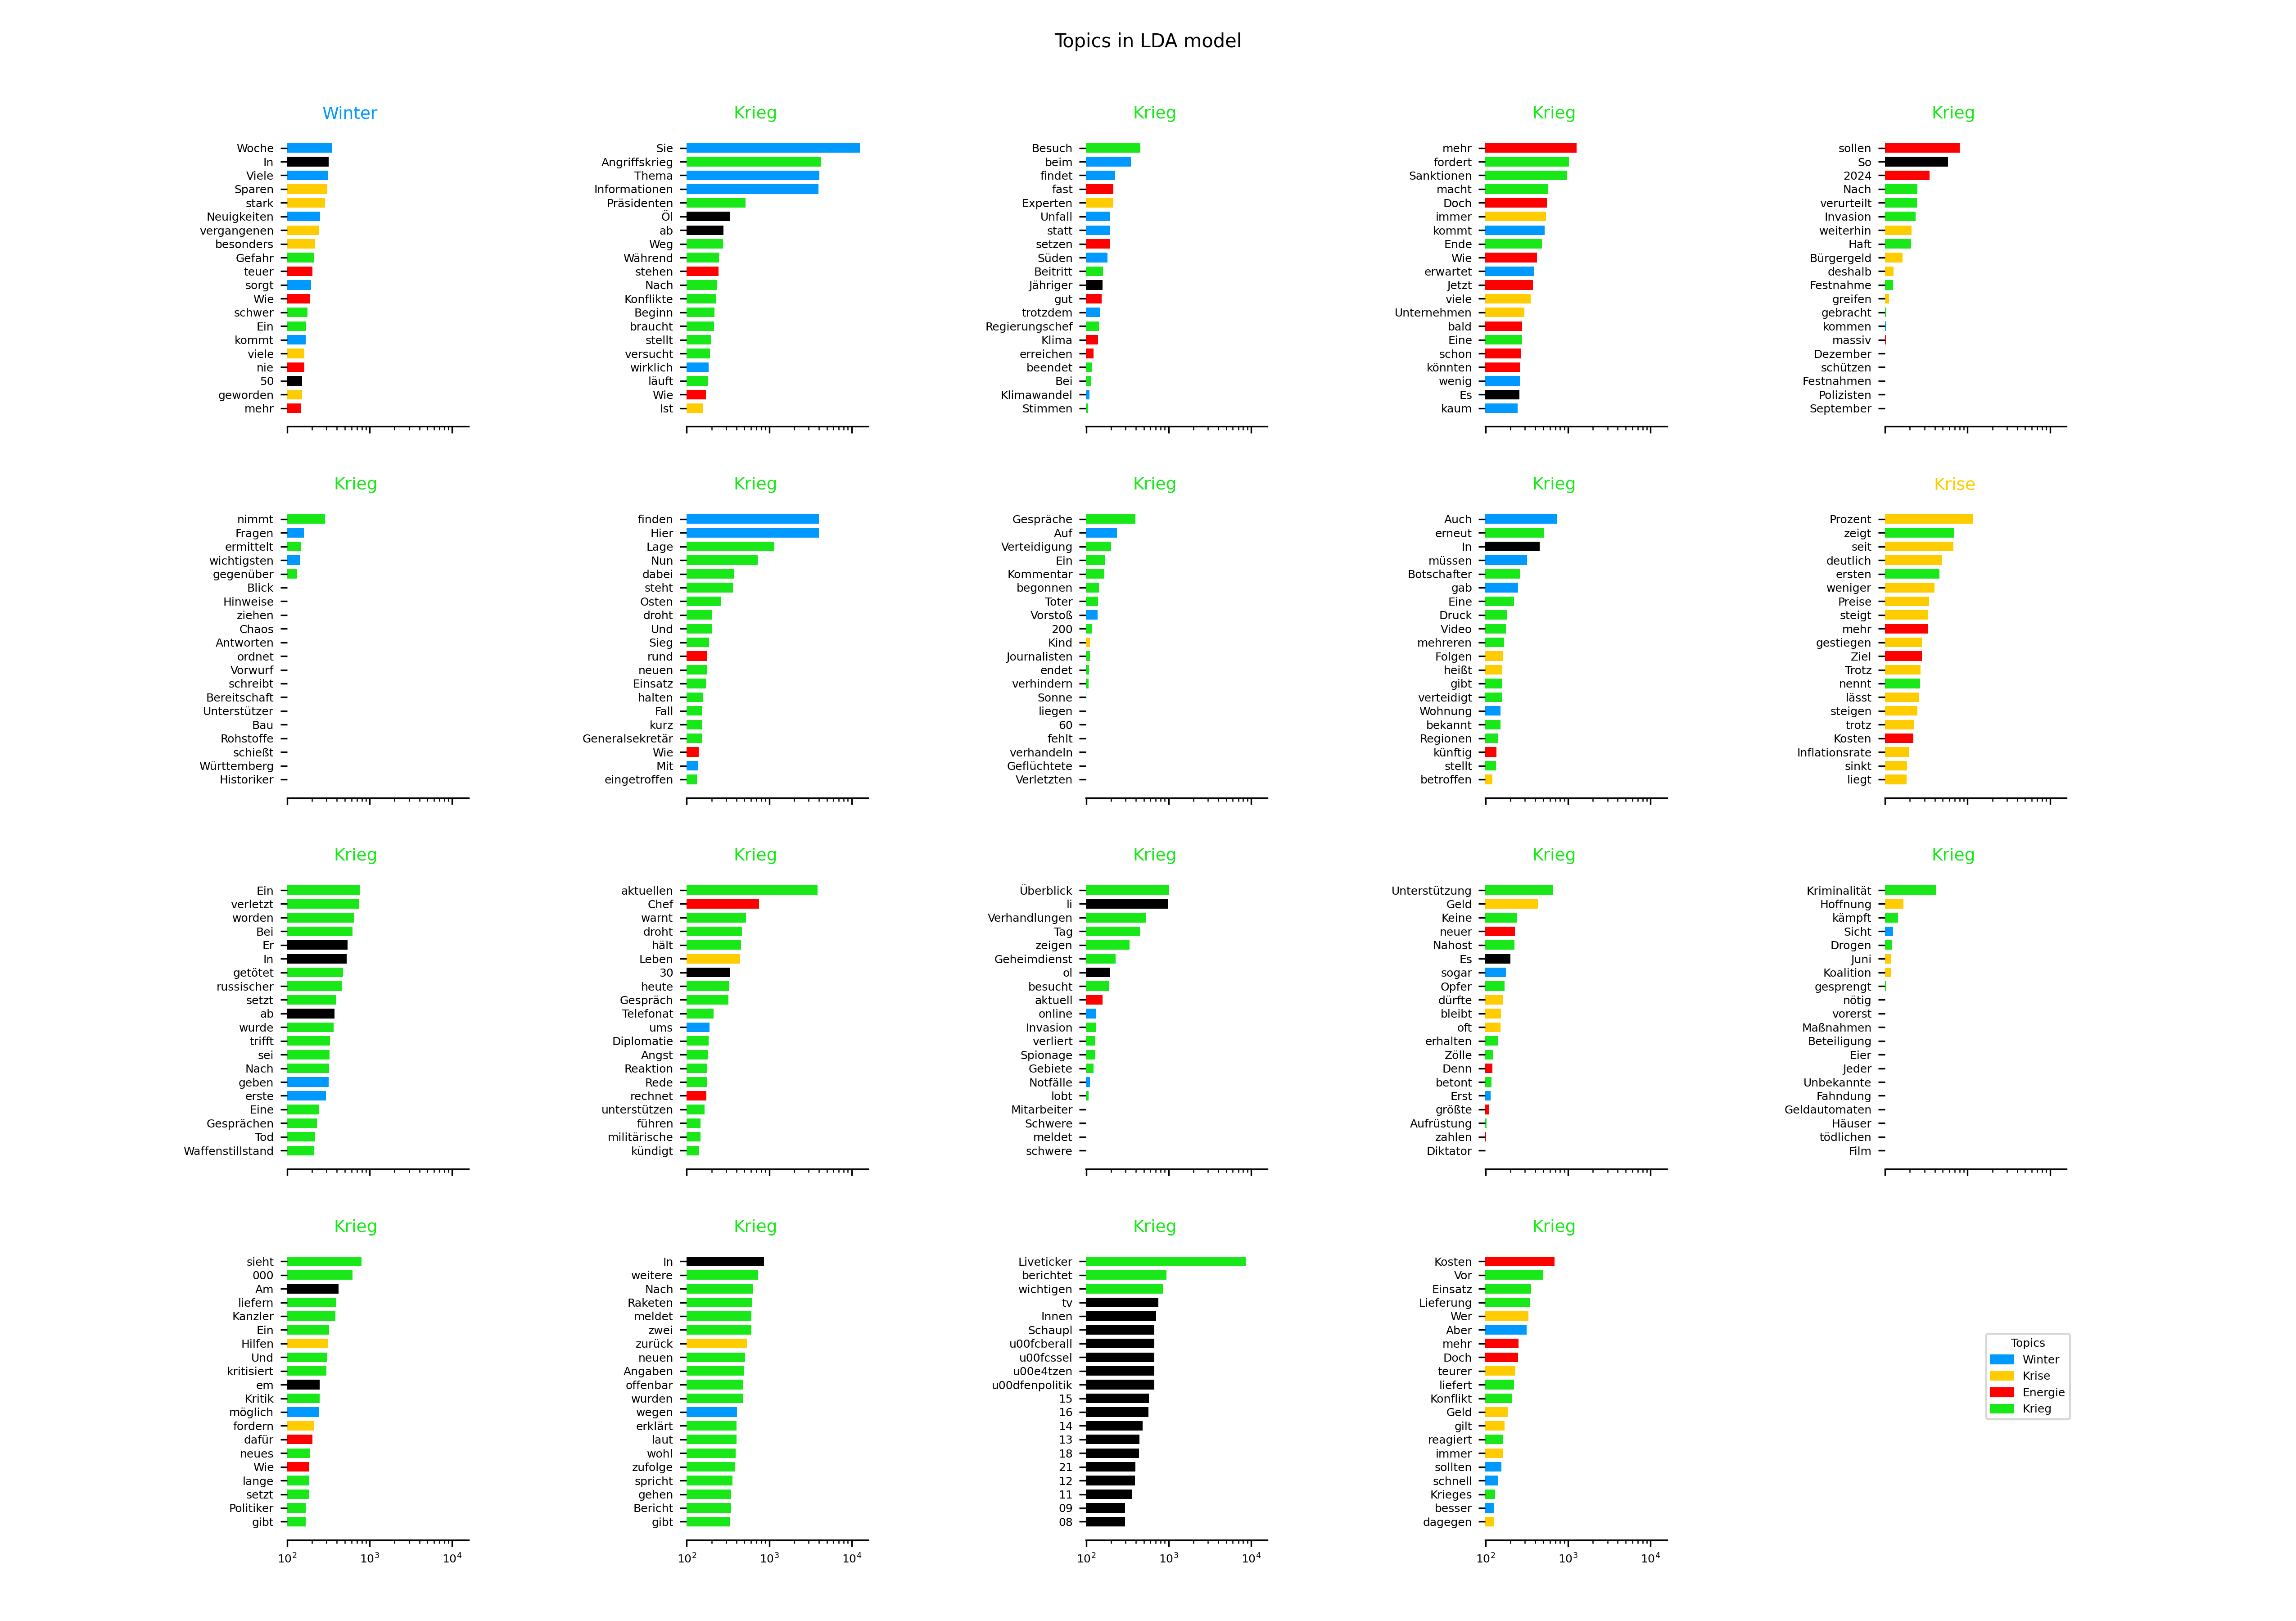 Topics in LDA model
Winter
Woche
In
Viele
Sparen
stark
Neuigkeiten
vergangenen
besonders
Gefahr
teuer
sorgt
Wie
schwer
Ein
kommt
viele
nie
50
geworden
mehr
Krieg
Sie
Angriffskrieg
Thema
Informationen
Präsidenten
Öl
ab
Weg
Während
stehen
Nach
Konflikte
Beginn
braucht
stellt
versucht
wirklich
läuft
Wie
Ist
Krieg
Besuch
beim
findet
fast
Experten
Unfall
statt
setzen
Süden
Beitritt
Jähriger
gut
trotzdem
Regierungschef
Klima
erreichen
beendet
Bei
Klimawandel
Stimmen
Krieg
mehr
fordert
Sanktionen
macht
Doch
immer
kommt
Ende
Wie
erwartet
Jetzt
viele
Unternehmen
bald
Eine
schon
könnten
wenig
Es
kaum
Krieg
sollen
So
2024
Nach
verurteilt
Invasion
weiterhin
Haft
Bürgergeld
deshalb
Festnahme
greifen
gebracht
kommen
massiv
Dezember
schützen
Festnahmen
Polizisten
September
Krieg
nimmt
Fragen
ermittelt
wichtigsten
gegenüber
Blick
Hinweise
ziehen
Chaos
Antworten
ordnet
Vorwurf
schreibt
Bereitschaft
Unterstützer
Bau
Rohstoffe
schießt
Württemberg
Historiker
Krieg
finden
Hier
Lage
Nun
dabei
steht
Osten
droht
Und
Sieg
rund
neuen
Einsatz
halten
Fall
kurz
Generalsekretär
Wie
Mit
eingetroffen
Krieg
Gespräche
Auf
Verteidigung
Ein
Kommentar
begonnen
Toter
Vorstoß
200
Kind
Journalisten
endet
verhindern
Sonne
liegen
60
fehlt
verhandeln
Geflüchtete
Verletzten
Krieg
Auch
erneut
In
müssen
Botschafter
gab
Eine
Druck
Video
mehreren
Folgen
heißt
gibt
verteidigt
Wohnung
bekannt
Regionen
künftig
stellt
betroffen
Krise
Prozent
zeigt
seit
deutlich
ersten
weniger
Preise
steigt
mehr
gestiegen
Ziel
Trotz
nennt
lässt
steigen
trotz
Kosten
Inflationsrate
sinkt
liegt
Krieg
Ein
verletzt
worden
Bei
Er
In
getötet
russischer
setzt
ab
wurde
trifft
sei
Nach
geben
erste
Eine
Gesprächen
Tod
Waffenstillstand
Krieg
aktuellen
Chef
warnt
droht
hält
Leben
30
heute
Gespräch
Telefonat
ums
Diplomatie
Angst
Reaktion
Rede
rechnet
unterstützen
führen
militärische
kündigt
Krieg
Überblick
li
Verhandlungen
Tag
zeigen
Geheimdienst
ol
besucht
aktuell
online
Invasion
verliert
Spionage
Gebiete
Notfälle
lobt
Mitarbeiter
Schwere
meldet
schwere
Krieg
Unterstützung
Geld
Keine
neuer
Nahost
Es
sogar
Opfer
dürfte
bleibt
oft
erhalten
Zölle
Denn
betont
Erst
größte
Aufrüstung
zahlen
Diktator
Krieg
Kriminalität
Hoffnung
kämpft
Sicht
Drogen
Juni
Koalition
gesprengt
nötig
vorerst
Maßnahmen
Beteiligung
Eier
Jeder
Unbekannte
Fahndung
Geldautomaten
Häuser
tödlichen
Film
Krieg
sieht
000
Am
liefern
Kanzler
Ein
Hilfen
Und
kritisiert
em
Kritik
möglich
fordern
dafür
neues
Wie
lange
setzt
Politiker
gibt
10² 10³ 10⁴
Krieg
In
weitere
Nach
Raketen
meldet
zwei
zurück
neuen
Angaben
offenbar
wurden
wegen
erklärt
laut
wohl
zufolge
spricht
gehen
Bericht
gibt
10² 10³ 10⁴
Krieg
Liveticker
berichtet
wichtigen
tv
Innen
Schaupl
u00fcberall
u00fcssel
u00e4tzen
u00dfenpolitik
15
16
14
13
18
21
12
11
09
08
10² 10³ 10⁴
Krieg
Kosten
Vor
Einsatz
Lieferung
Wer
Aber
mehr
Doch
teurer
liefert
Konflikt
Geld
gilt
reagiert
immer
sollten
schnell
Krieges
besser
dagegen
10² 10³ 10⁴
Topics
Winter
Krise
Energie
Krieg